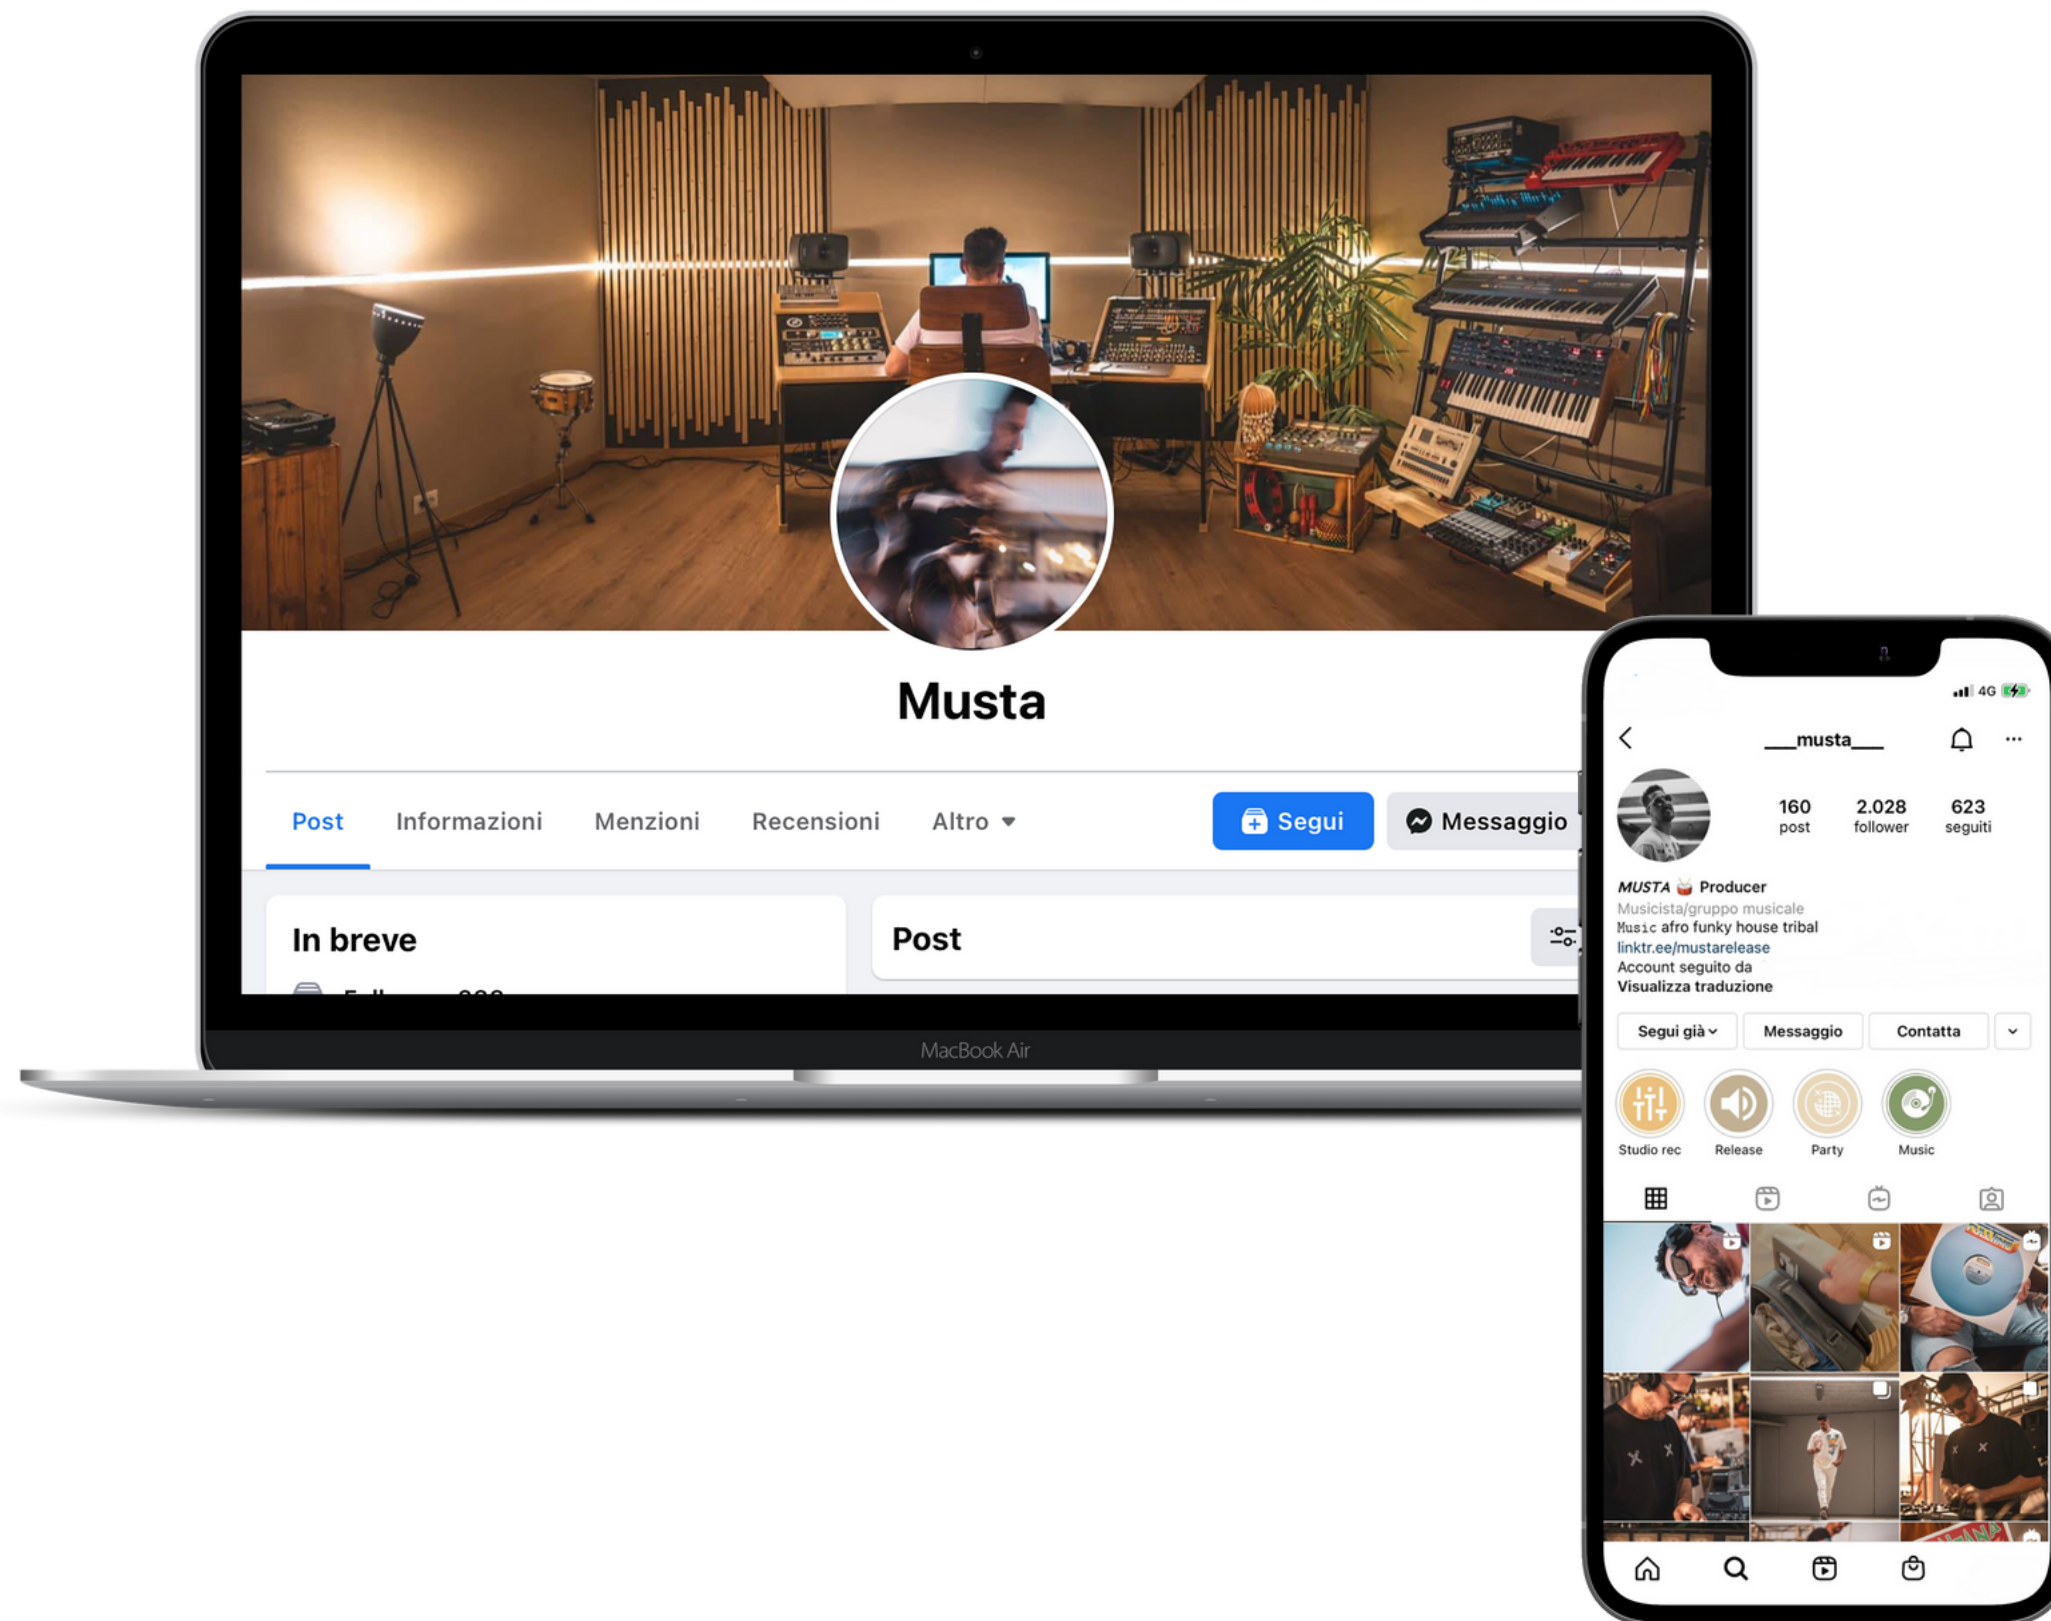 Musta
Post Informazioni Menzioni Recensioni Altro Segui Messaggio
In breve
Post
MacBook Air
4G
___musta___
160 2.028 623
post follower seguiti
MUSTA 🥁 Producer
Musicista/gruppo musicale
Music afro funky house tribal
linktr.ee/mustarelease
Account seguito da
Visualizza traduzione
Segui già Messaggio Contatta
Studio rec Release Party Music